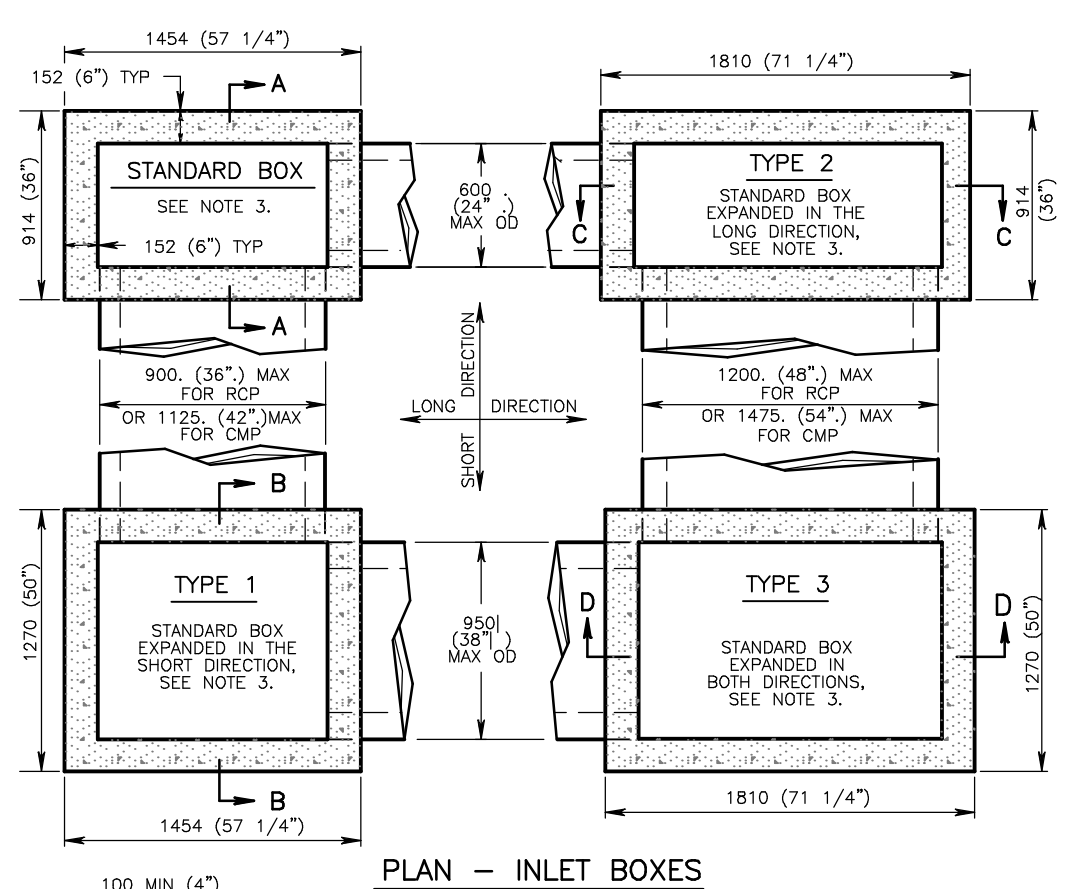 1454 (57 1/4")
152 (6") TYP
A
914 (36")
STANDARD BOX
SEE NOTE 3.
152 (6") TYP
A
600 .
(24" .)
MAX OD
1810 (71 1/4")
TYPE 2
STANDARD BOX
EXPANDED IN THE
LONG DIRECTION,
SEE NOTE 3.
C
C
914
(36")
900. (36".) MAX
FOR RCP
OR 1125. (42".)MAX
FOR CMP
LONG DIRECTION
SHORT DIRECTION
1200. (48".) MAX
FOR RCP
OR 1475. (54".) MAX
FOR CMP
B
1270 (50")
TYPE 1
STANDARD BOX
EXPANDED IN THE
SHORT DIRECTION,
SEE NOTE 3.
B
1454 (57 1/4")
950|
(38"| )
MAX OD
D
TYPE 3
STANDARD BOX
EXPANDED IN
BOTH DIRECTIONS,
SEE NOTE 3.
D
1270 (50")
1810 (71 1/4")
PLAN – INLET BOXES
100 MIN (4")